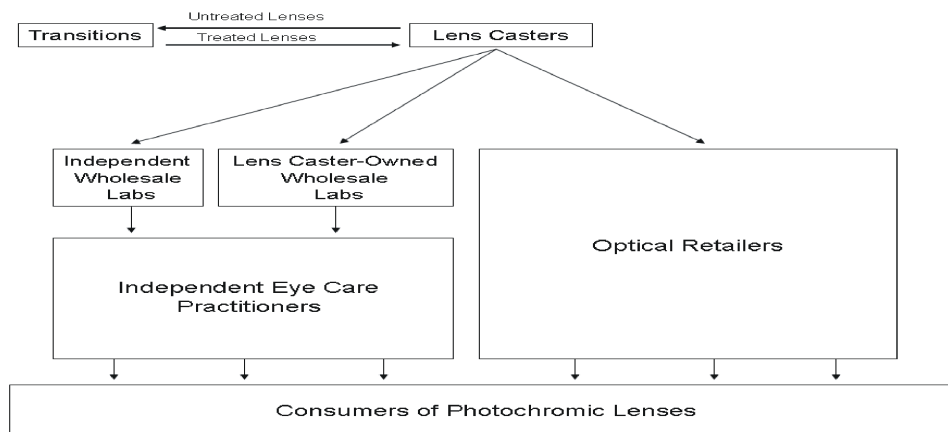 Untreated Lenses
Transitions
Treated Lenses
Lens Casters
Independent
Wholesale
Labs
Lens Caster-Owned
Wholesale
Labs
Optical Retailers
Independent Eye Care
Practitioners
Consumers of Photochromic Lenses